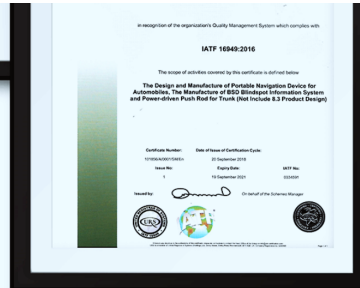 in recognition of the organization's Quality Management System which complies with
IATF 16949:2016
The scope of activities covered by this certificate is defined below
The Design and Manufacture of Portable Navigation Device for
Automobiles, The Manufacture of BSD Blindspot Information System
and Power-driven Push Rod for Trunk (Not Include 8.3 Product Design)
Certificate Number: Date of Issue of Certification Cycle:
20 September 2018
Issue No: Expiry Date: IATF No:
1 19 September 2021
Issued by: On behalf of the Schemes Manager
URS